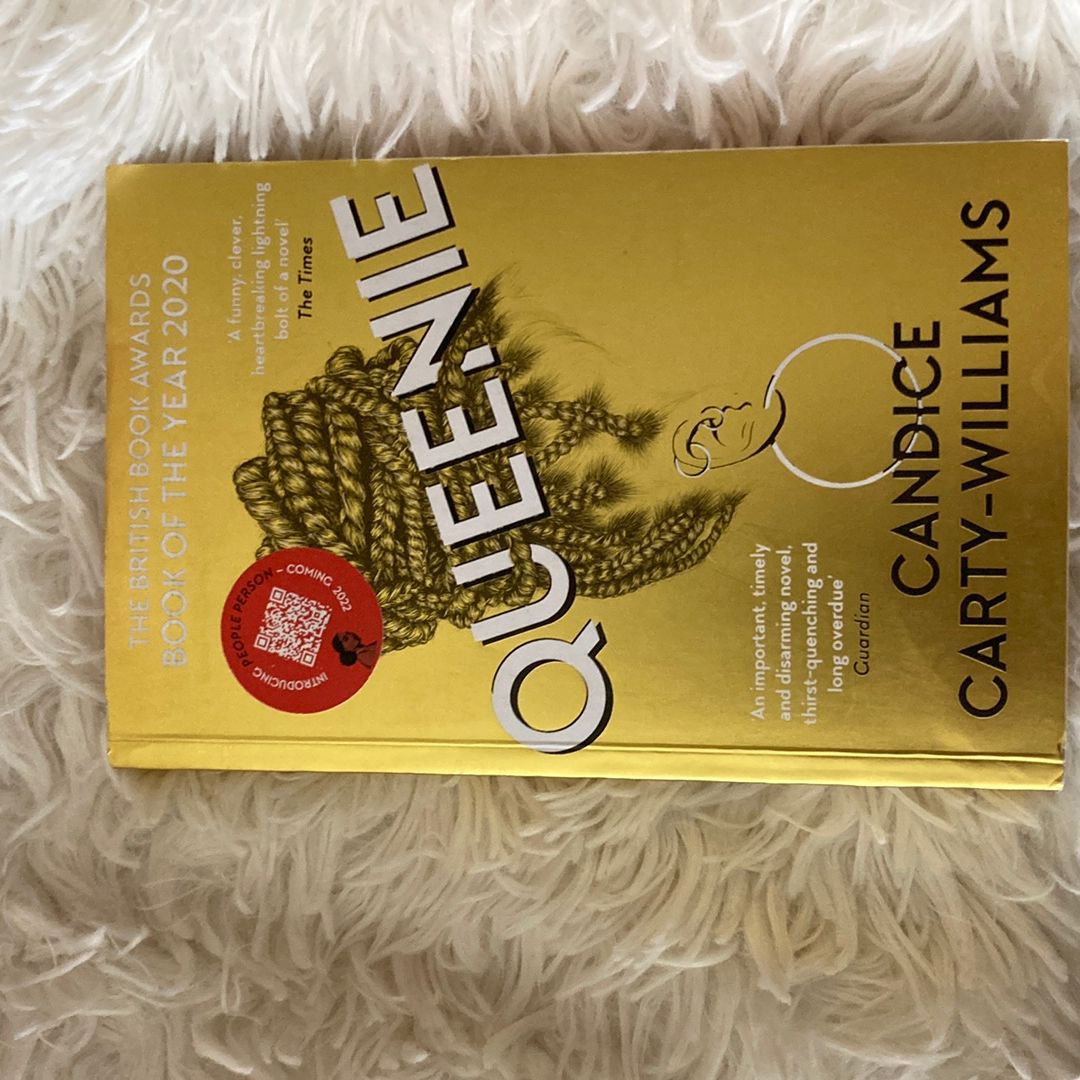 THE BRITISH BOOK AWARDS
BOOK OF THE YEAR 2020
'A funny, clever,
heartbreaking lightning
bolt of a novel'
The Times
INTRODUCING PEOPLE PERSON – COMING 2022
QUEENIE
'An important, timely
and disarming novel,
thirst-quenching and
long overdue'
Guardian
CANDICE
CARTY-WILLIAMS